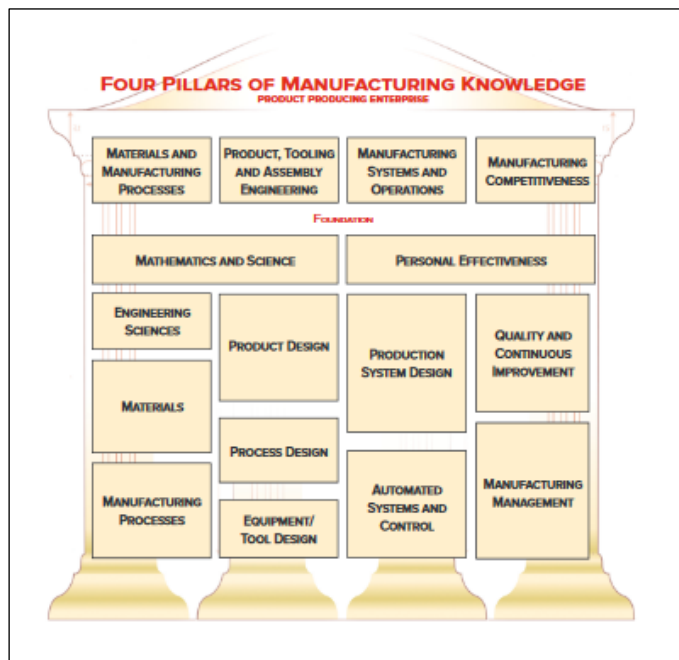 FOUR PILLARS OF MANUFACTURING KNOWLEDGE
PRODUCT PRODUCING ENTERPRISE
MATERIALS AND
MANUFACTURING
PROCESSES
PRODUCT, TOOLING
AND ASSEMBLY
ENGINEERING
MANUFACTURING
SYSTEMS AND
OPERATIONS
MANUFACTURING
COMPETITIVENESS
FOUNDATION
MATHEMATICS AND SCIENCE
PERSONAL EFFECTIVENESS
ENGINEERING
SCIENCES
MATERIALS
MANUFACTURING
PROCESSES
PRODUCT DESIGN
PROCESS DESIGN
EQUIPMENT/
TOOL DESIGN
PRODUCTION
SYSTEM DESIGN
AUTOMATED
SYSTEMS AND
CONTROL
QUALITY AND
CONTINUOUS
IMPROVEMENT
MANUFACTURING
MANAGEMENT